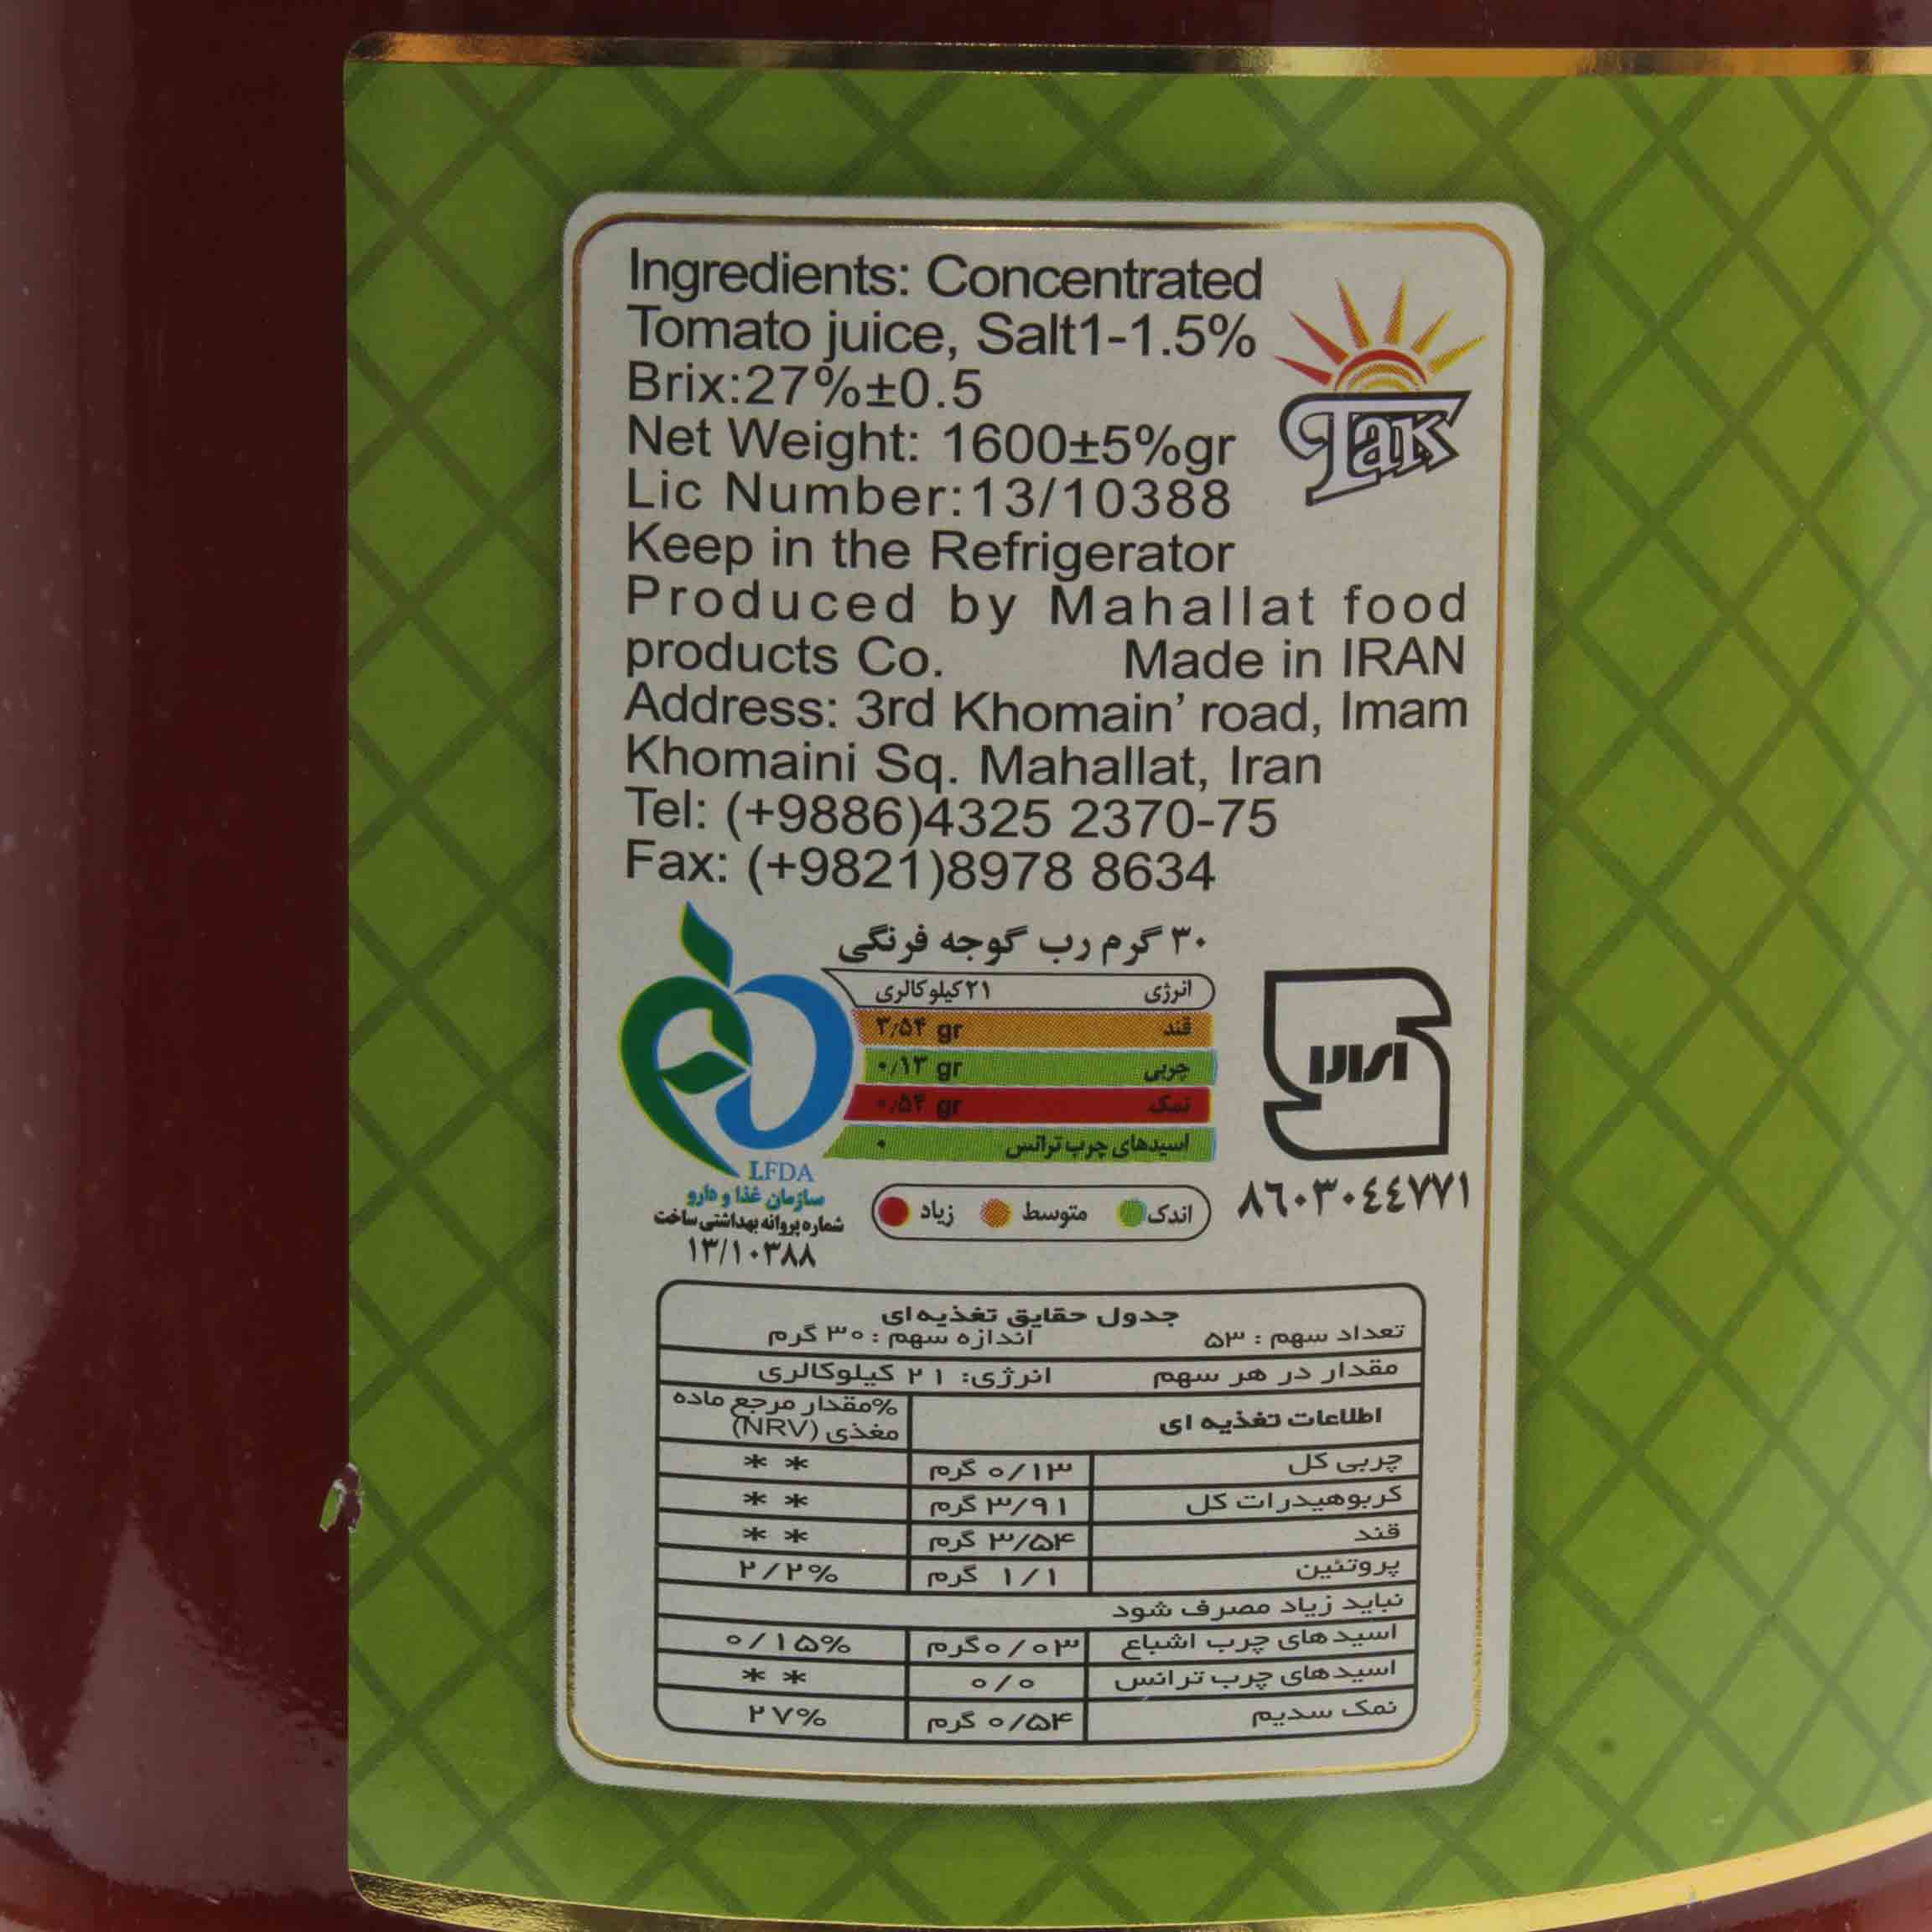 Ingredients: Concentrated
Tomato juice, Salt1-1.5%
Brix:27%±0.5
Net Weight: 1600±5%gr
Lic Number:13/10388
Keep in the Refrigerator
Produced by Mahallat food
products Co. Made in IRAN
Address: 3rd Khomain' road, Imam
Khomaini Sq. Mahallat, Iran
Tel: (+9886)4325 2370-75
Fax: (+9821)8978 8634
Tak
۳۰ گرم رب گوجه فرنگی
انرژی ۲۱ کیلوکالری
قند ۳٫۵۴ gr
چربی ۰٫۱۳ gr
نمک ۰٫۵۴ gr
اسیدهای چرب ترانس ۰
اندک متوسط زیاد
LFDA
سازمان غذا و دارو
شماره پروانه بهداشتی ساخت
۱۳/۱۰۳۸۸
۸٦۰۳۰٤٤۷۷۱
جدول حقایق تغذیه ای
تعداد سهم : ۵۳ اندازه سهم : ۳۰ گرم
مقدار در هر سهم انرژی: ۲۱ کیلوکالری
اطلاعات تغذیه ای %مقدار مرجع ماده
مغذی (NRV)
چربی کل ۰/۱۳ گرم **
کربوهیدرات کل ۳/۹۱ گرم **
قند ۳/۵۴ گرم **
پروتئین ۱/۱ گرم ۲/۲%
نباید زیاد مصرف شود
اسید های چرب اشباع ۰/۰۳ گرم ۰/۱۵%
اسید های چرب ترانس ۰/۰ **
نمک سدیم ۰/۵۴ گرم ۲۷%